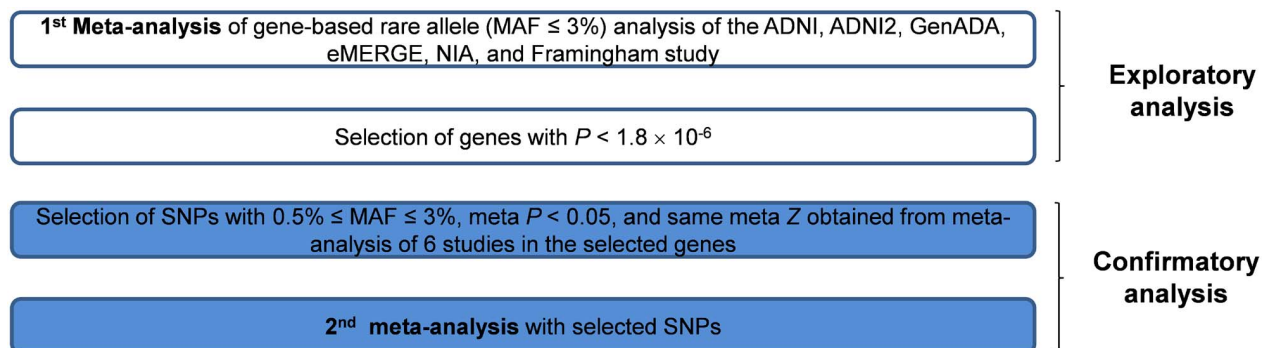 1st Meta-analysis of gene-based rare allele (MAF ≤ 3%) analysis of the ADNI, ADNI2, GenADA,
eMERGE, NIA, and Framingham study
Exploratory
analysis
Selection of genes with P < 1.8 × 10-6
Selection of SNPs with 0.5% ≤ MAF ≤ 3%, meta P < 0.05, and same meta Z obtained from meta-
analysis of 6 studies in the selected genes
Confirmatory
analysis
2nd meta-analysis with selected SNPs